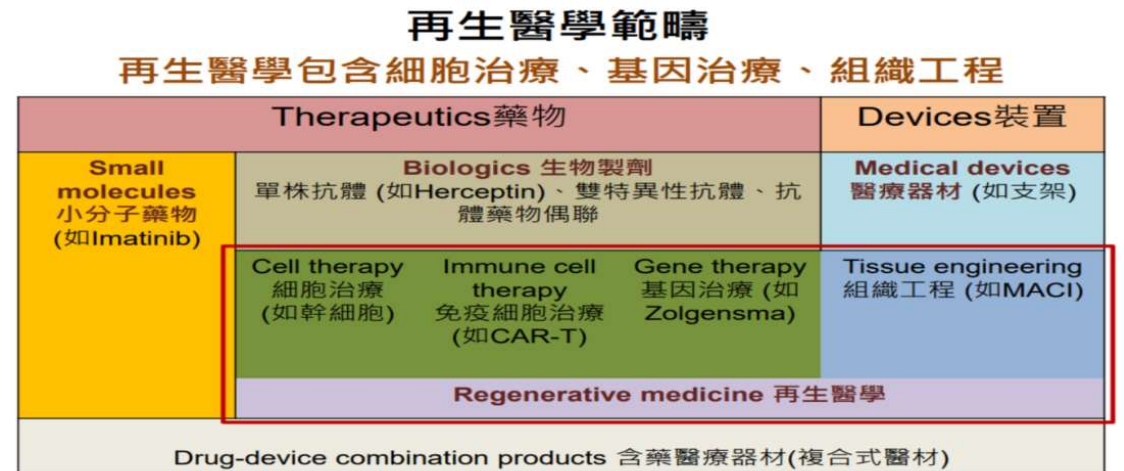 再生醫學範疇
再生醫學包含細胞治療、基因治療、組織工程
Therapeutics藥物
Devices裝置
Small
molecules
小分子藥物
(如Imatinib)
Biologics 生物製劑
單株抗體 (如Herceptin)、雙特異性抗體、抗
體藥物偶聯
Medical devices
醫療器材 (如支架)
Cell therapy
細胞治療
(如幹細胞)
Immune cell
therapy
免疫細胞治療
(如CAR-T)
Gene therapy
基因治療 (如
Zolgensma)
Tissue engineering
組織工程 (如MACI)
Regenerative medicine 再生醫學
Drug-device combination products 含藥醫療器材(複合式醫材)